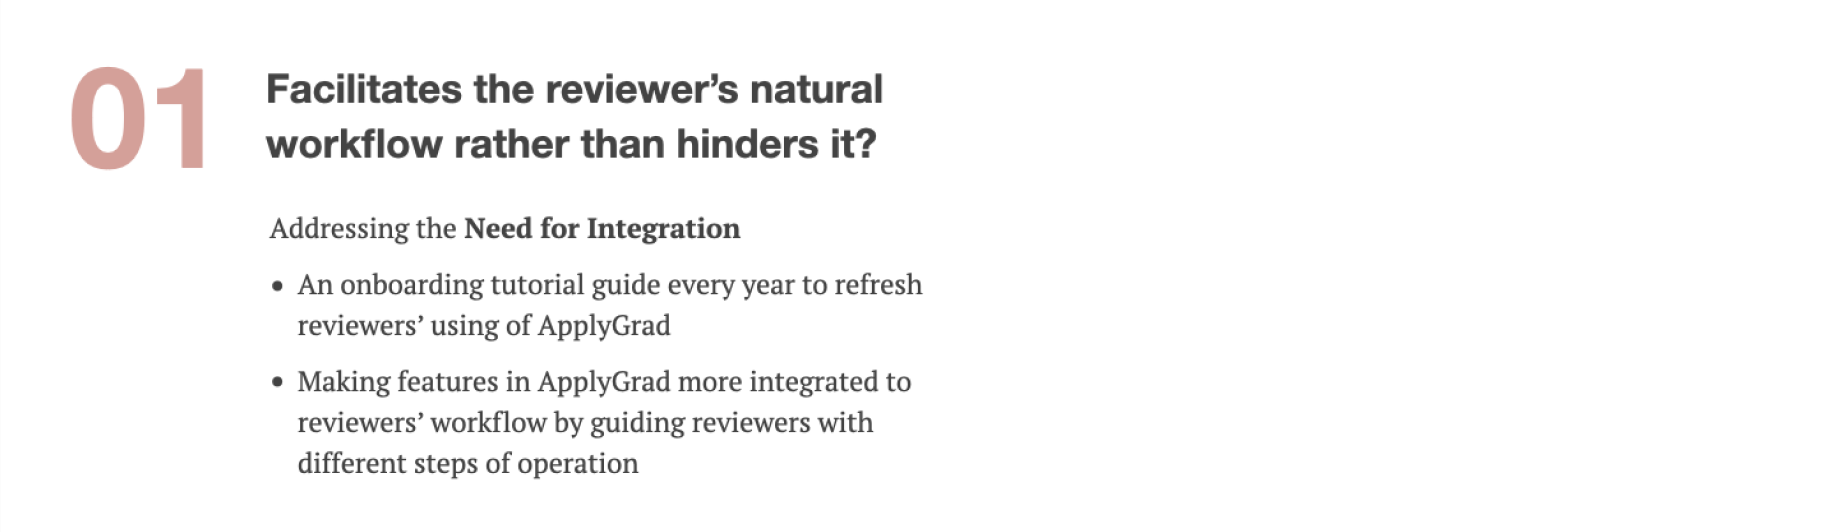 01
Facilitates the reviewer’s natural
workflow rather than hinders it?
Addressing the Need for Integration
• An onboarding tutorial guide every year to refresh
reviewers’ using of ApplyGrad
• Making features in ApplyGrad more integrated to
reviewers’ workflow by guiding reviewers with
different steps of operation